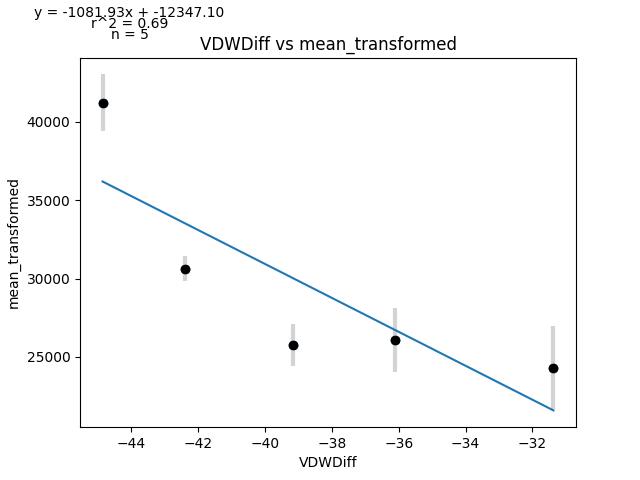 y = -1081.93x + -12347.10
r^2 = 0.69
n = 5
VDWDiff vs mean_transformed
40000
35000
30000
25000
mean_transformed
−44 −42 −40 −38 −36 −34 −32
VDWDiff